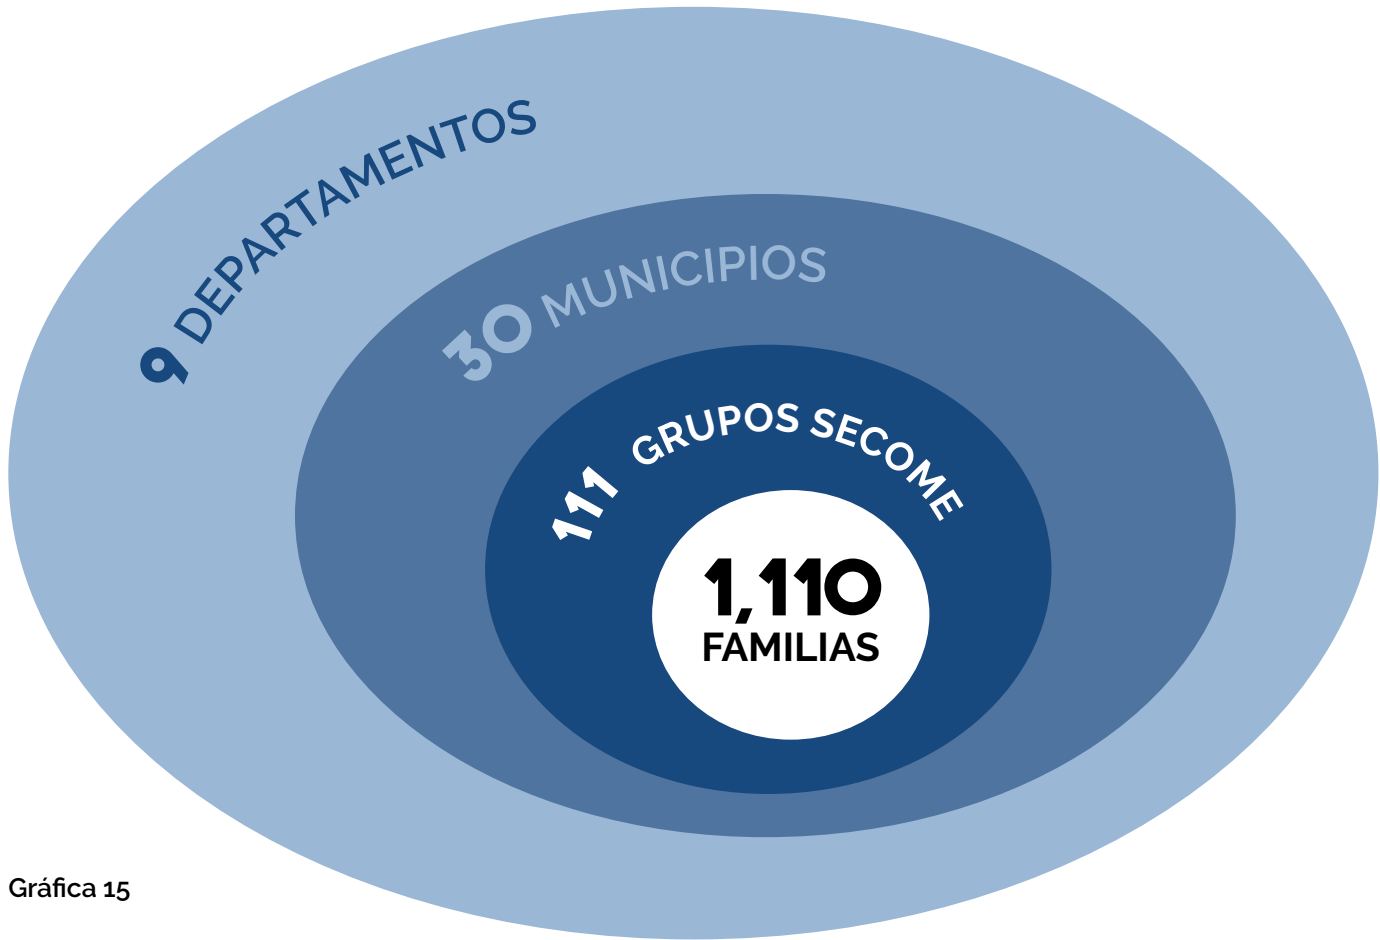 9 DEPARTAMENTOS
30 MUNICIPIOS
111 GRUPOS SECOME
1,110
FAMILIAS
Gráfica 15